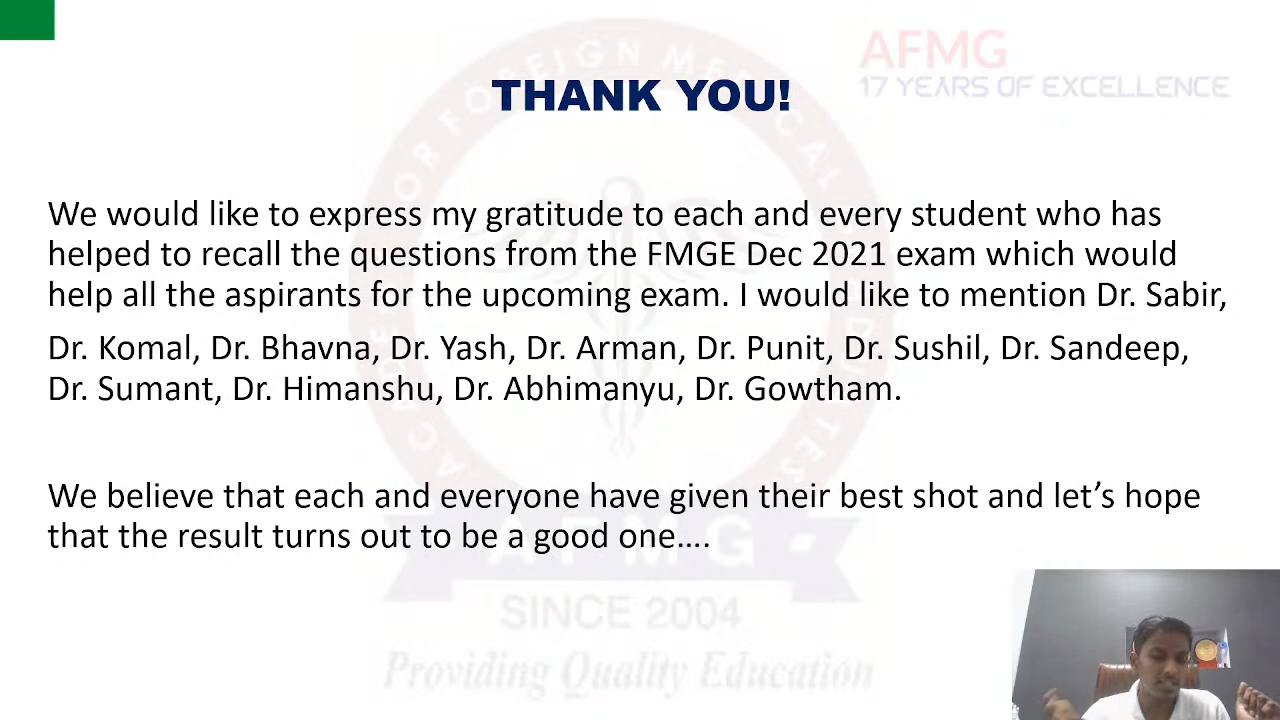 AFMG
17 YEARS OF EXCELLENCE
THANK YOU!
We would like to express my gratitude to each and every student who has
helped to recall the questions from the FMGE Dec 2021 exam which would
help all the aspirants for the upcoming exam. I would like to mention Dr. Sabir,
Dr. Komal, Dr. Bhavna, Dr. Yash, Dr. Arman, Dr. Punit, Dr. Sushil, Dr. Sandeep,
Dr. Sumant, Dr. Himanshu, Dr. Abhimanyu, Dr. Gowtham.
We believe that each and everyone have given their best shot and let’s hope
that the result turns out to be a good one….
AFMG
SINCE 2004
Providing Quality Education